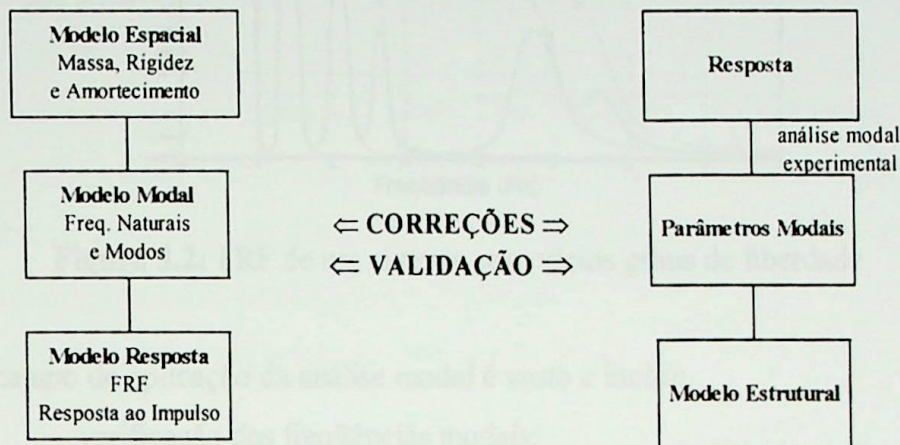 Modelo Espacial
Massa, Rigidez
e Amortecimento
Modelo Modal
Freq. Naturais
e Modos
Modelo Resposta
FRF
Resposta ao Impulso
⇐ CORREÇÕES ⇒
⇐ VALIDAÇÃO ⇒
Resposta
análise modal
experimental
Parâmetros Modais
Modelo Estrutural